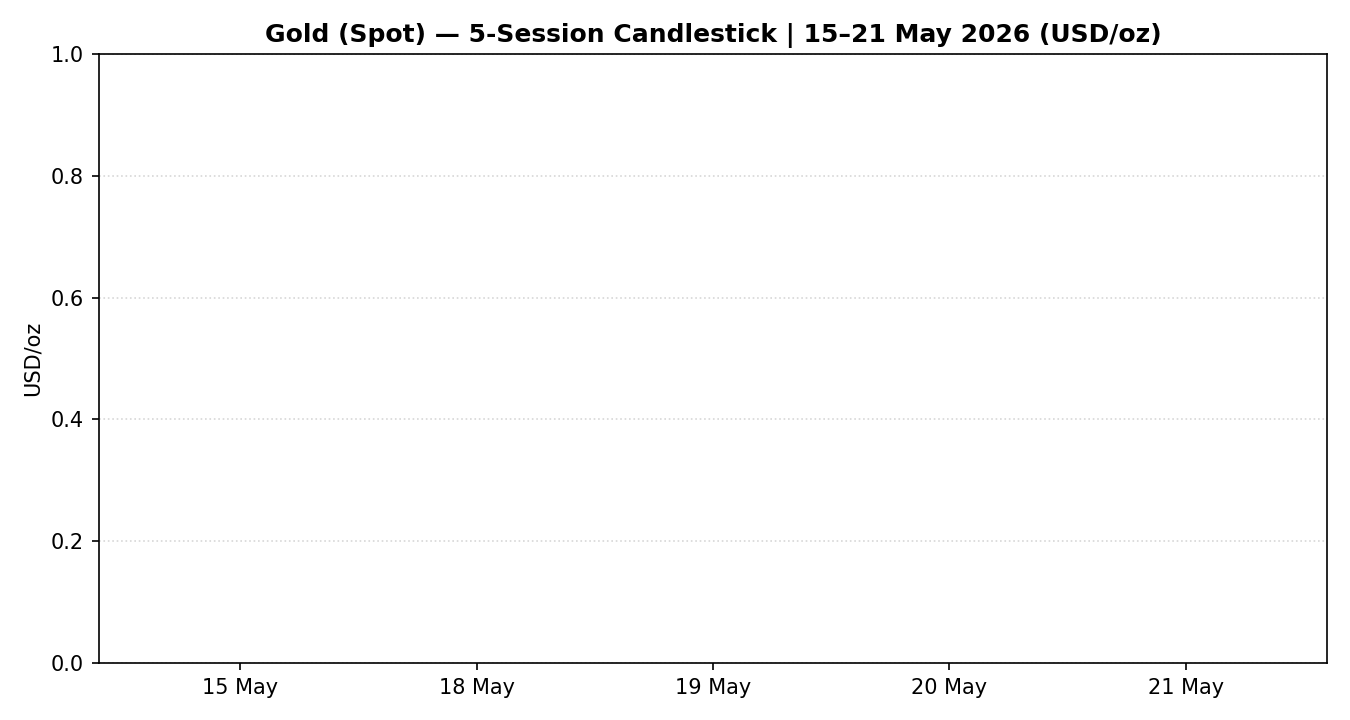 Gold (Spot) — 5-Session Candlestick | 15–21 May 2026 (USD/oz)
1.0
0.8
0.6
0.4
0.2
0.0
USD/oz
15 May
18 May
19 May
20 May
21 May